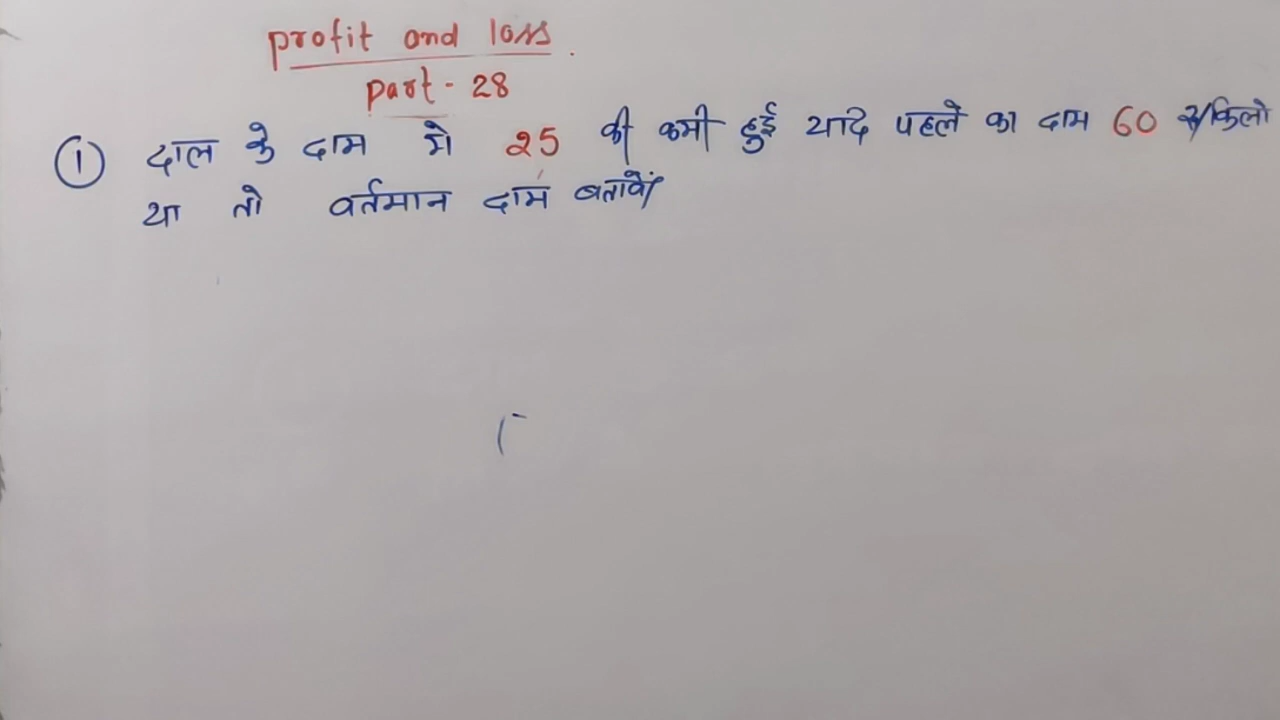 profit and loss
part - 28
① दाल के दाम मे 25 की कमी हुई यदि पहले का दाम 60 रु/किलो
था तो वर्तमान दाम बतावें।